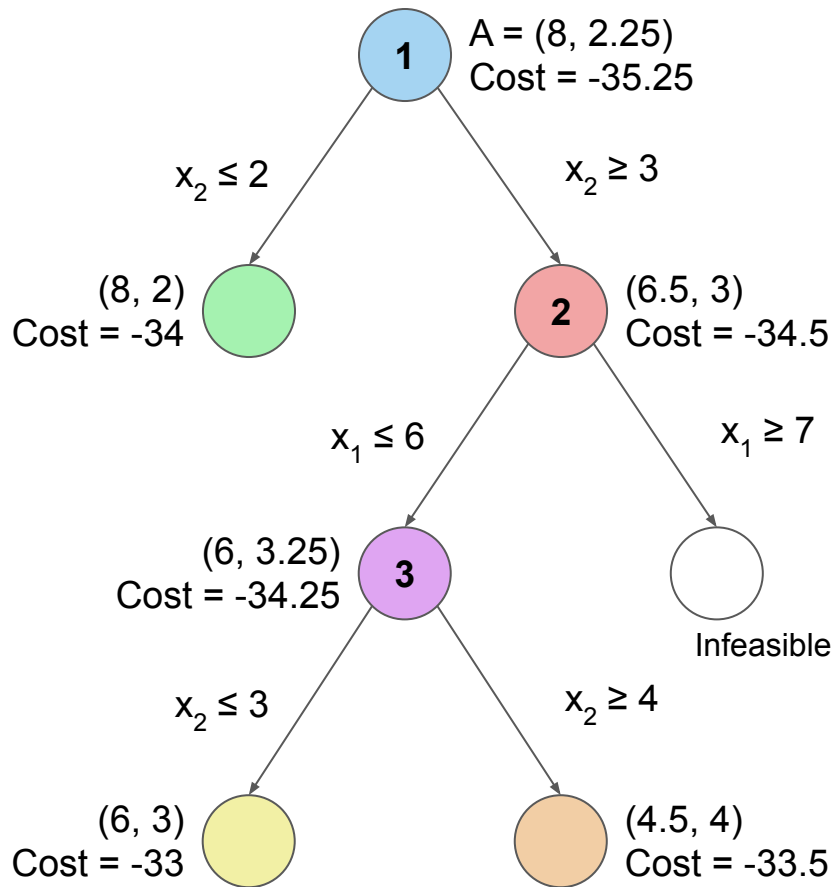 1
A = (8, 2.25)
Cost = -35.25
x₂ ≤ 2
x₂ ≥ 3
(8, 2)
Cost = -34
2
(6.5, 3)
Cost = -34.5
x₁ ≤ 6
x₁ ≥ 7
(6, 3.25)
Cost = -34.25
3
Infeasible
x₂ ≤ 3
x₂ ≥ 4
(6, 3)
Cost = -33
(4.5, 4)
Cost = -33.5